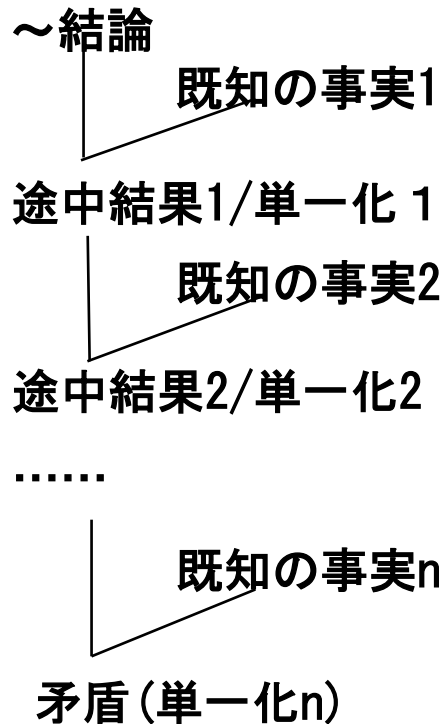 ～結論
既知の事実1
途中結果1/単一化１
既知の事実2
途中結果2/単一化2
……
既知の事実n
矛盾(単一化n)